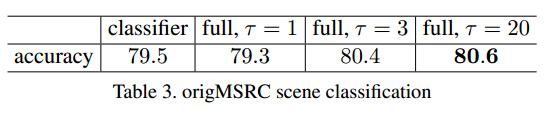 classifier full, τ = 1 full, τ = 3 full, τ = 20
accuracy 79.5 79.3 80.4 80.6
Table 3. origMSRC scene classification